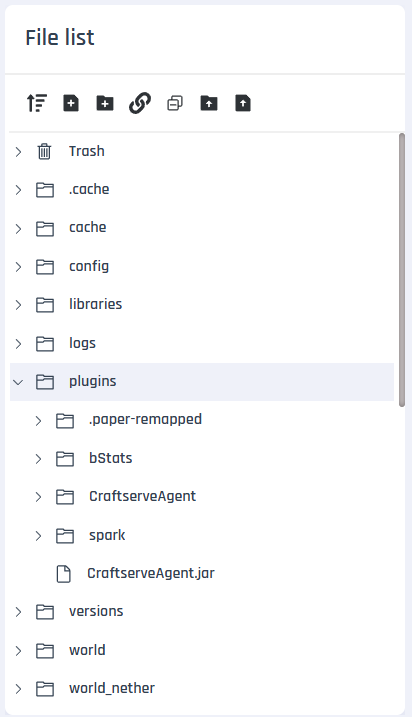 File list
Trash
.cache
cache
config
libraries
logs
plugins
.paper-remapped
bStats
CraftserveAgent
spark
CraftserveAgent.jar
versions
world
world_nether